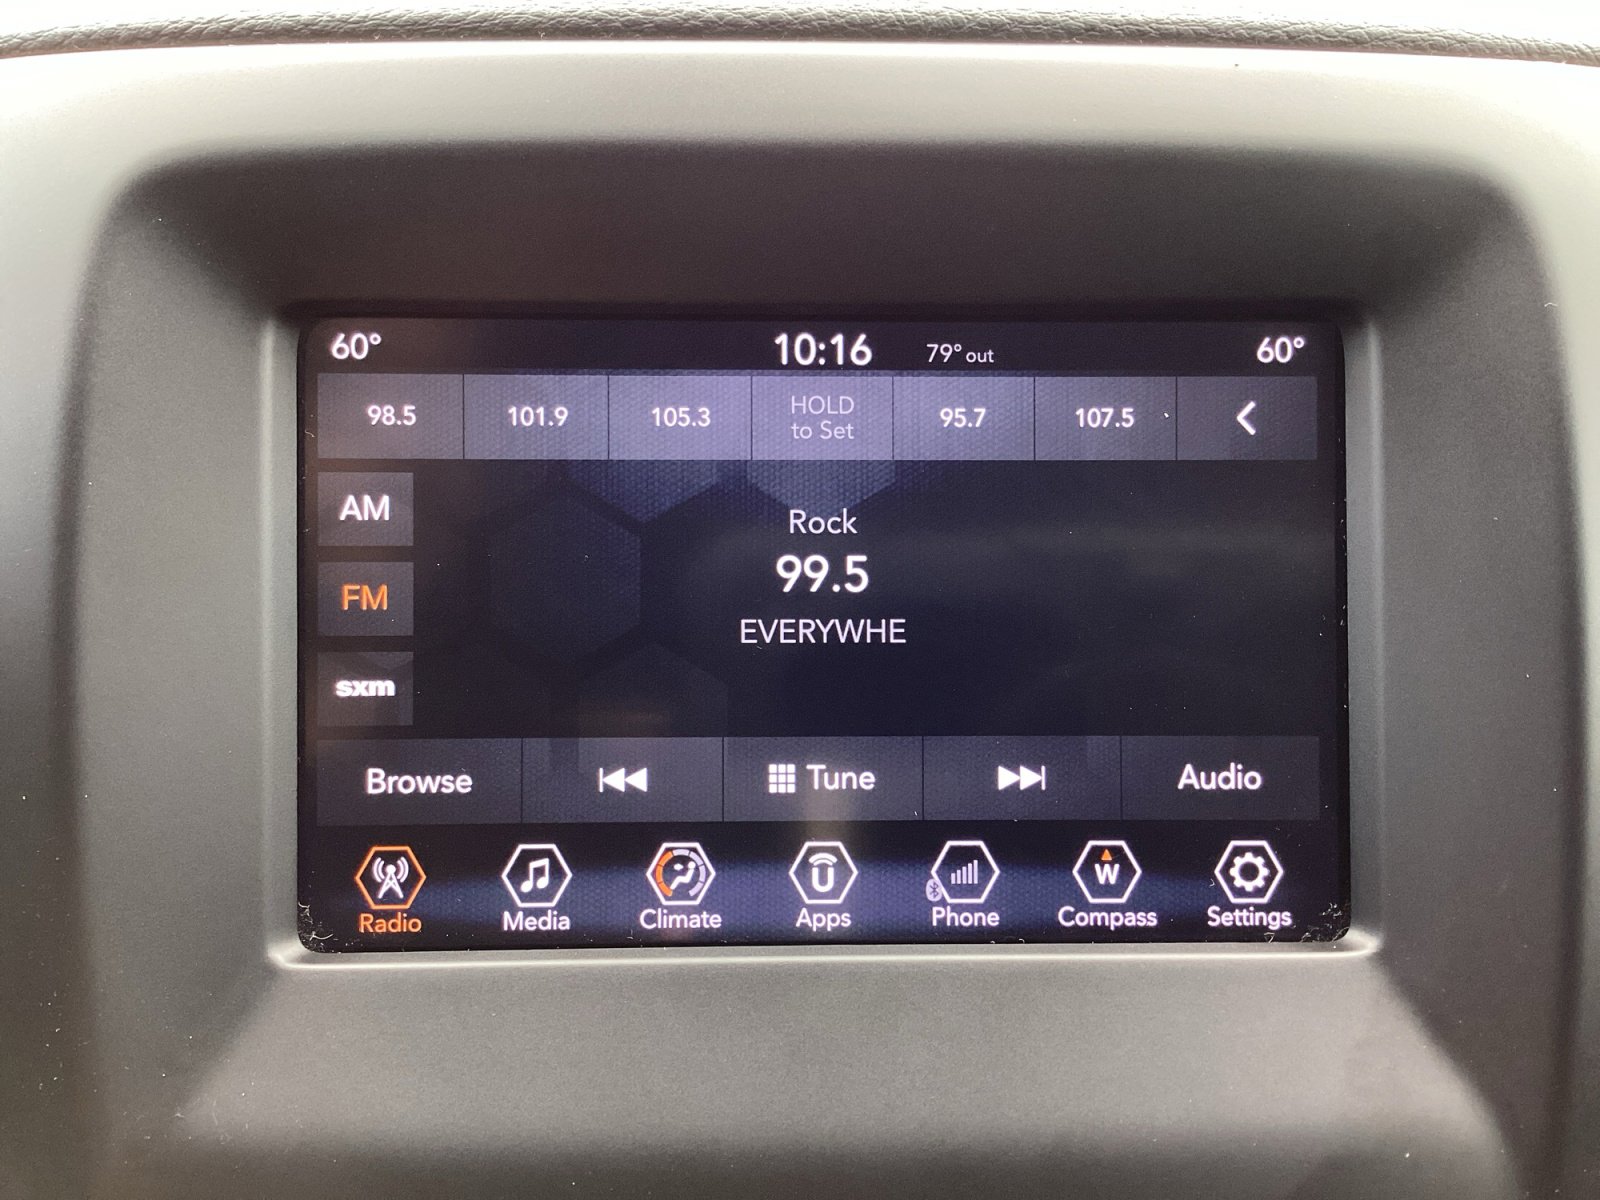 60° 10:16 79° out 60°
98.5 101.9 105.3 HOLD to Set 95.7 107.5
AM
Rock
99.5
FM
EVERYWHE
sxm
Browse Tune Audio
W
Radio Media Climate Apps Phone Compass Settings